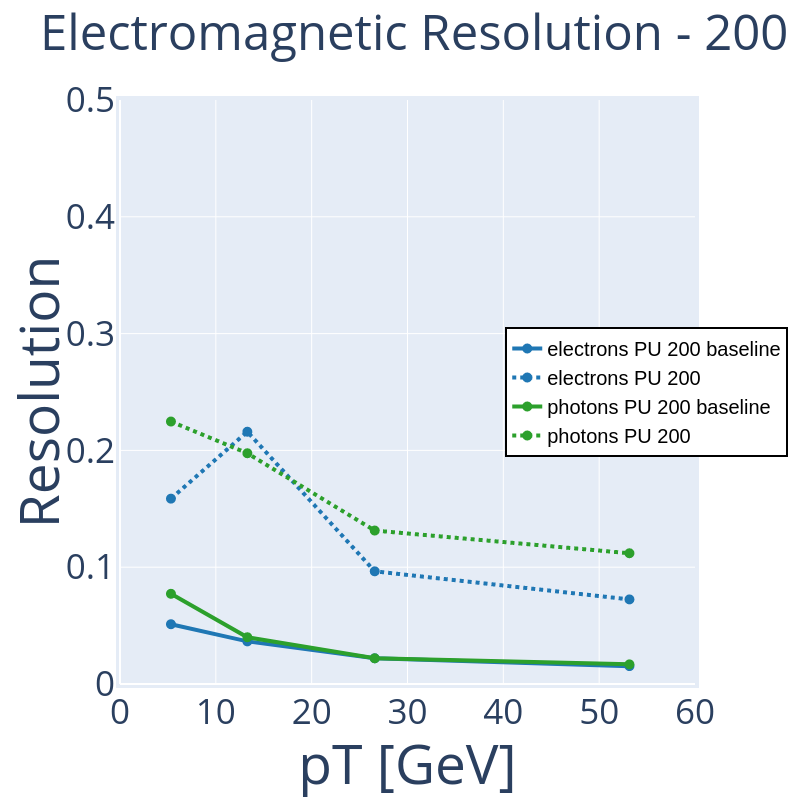 Electromagnetic Resolution - 200
Resolution
0.5
0.4
0.3
0.2
0.1
0
electrons PU 200 baseline
electrons PU 200
photons PU 200 baseline
photons PU 200
0 10 20 30 40 50 60
pT [GeV]